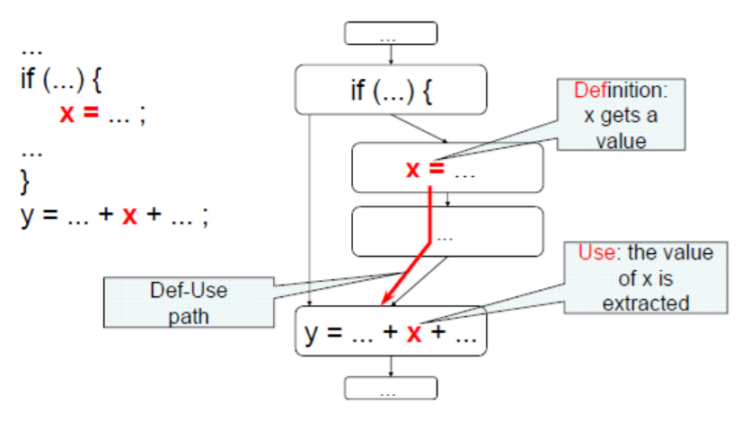 ...
if (...) {
x = ... ;
...
}
y = ... + x + ... ;
...
if (...) {
x = ...
...
y = ... + x + ...
...
Definition:
x gets a
value
Def-Use
path
Use: the value
of x is
extracted